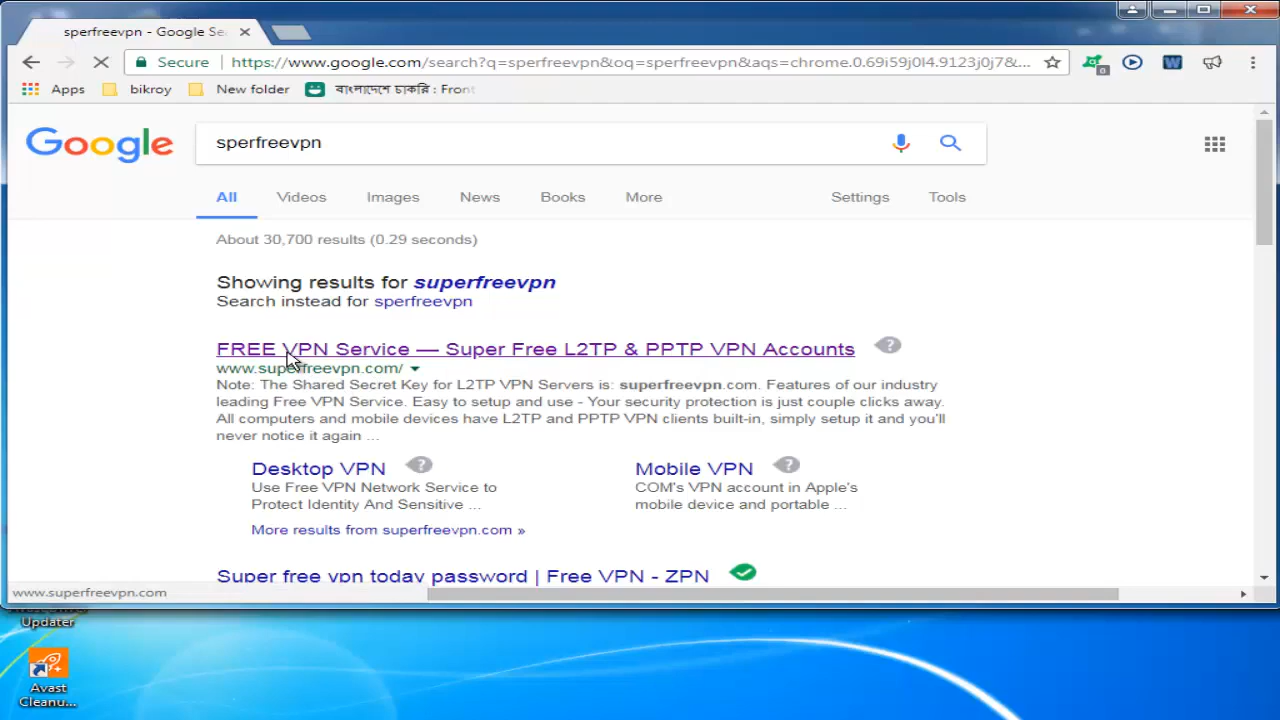 sperfreevpn - Google Se
Secure https://www.google.com/search?q=sperfreevpn&oq=sperfreevpn&aqs=chrome.0.69i59j0l4.9123j0j7&...
0
W
Apps bikroy New folder বাংলাদেশে চাকরি : Front
Google
sperfreevpn
All Videos Images News Books More Settings Tools
About 30,700 results (0.29 seconds)
Showing results for superfreevpn
Search instead for sperfreevpn
FREE VPN Service — Super Free L2TP & PPTP VPN Accounts ?
www.superfreevpn.com/
Note: The Shared Secret Key for L2TP VPN Servers is: superfreevpn.com. Features of our industry
leading Free VPN Service. Easy to setup and use - Your security protection is just couple clicks away.
All computers and mobile devices have L2TP and PPTP VPN clients built-in, simply setup it and you'll
never notice it again ...
Desktop VPN ?
Use Free VPN Network Service to
Protect Identity And Sensitive ...
Mobile VPN ?
COM's VPN account in Apple's
mobile device and portable ...
More results from superfreevpn.com »
Super free vpn today password | Free VPN - ZPN
www.superfreevpn.com
Updater
Avast
Cleanu...